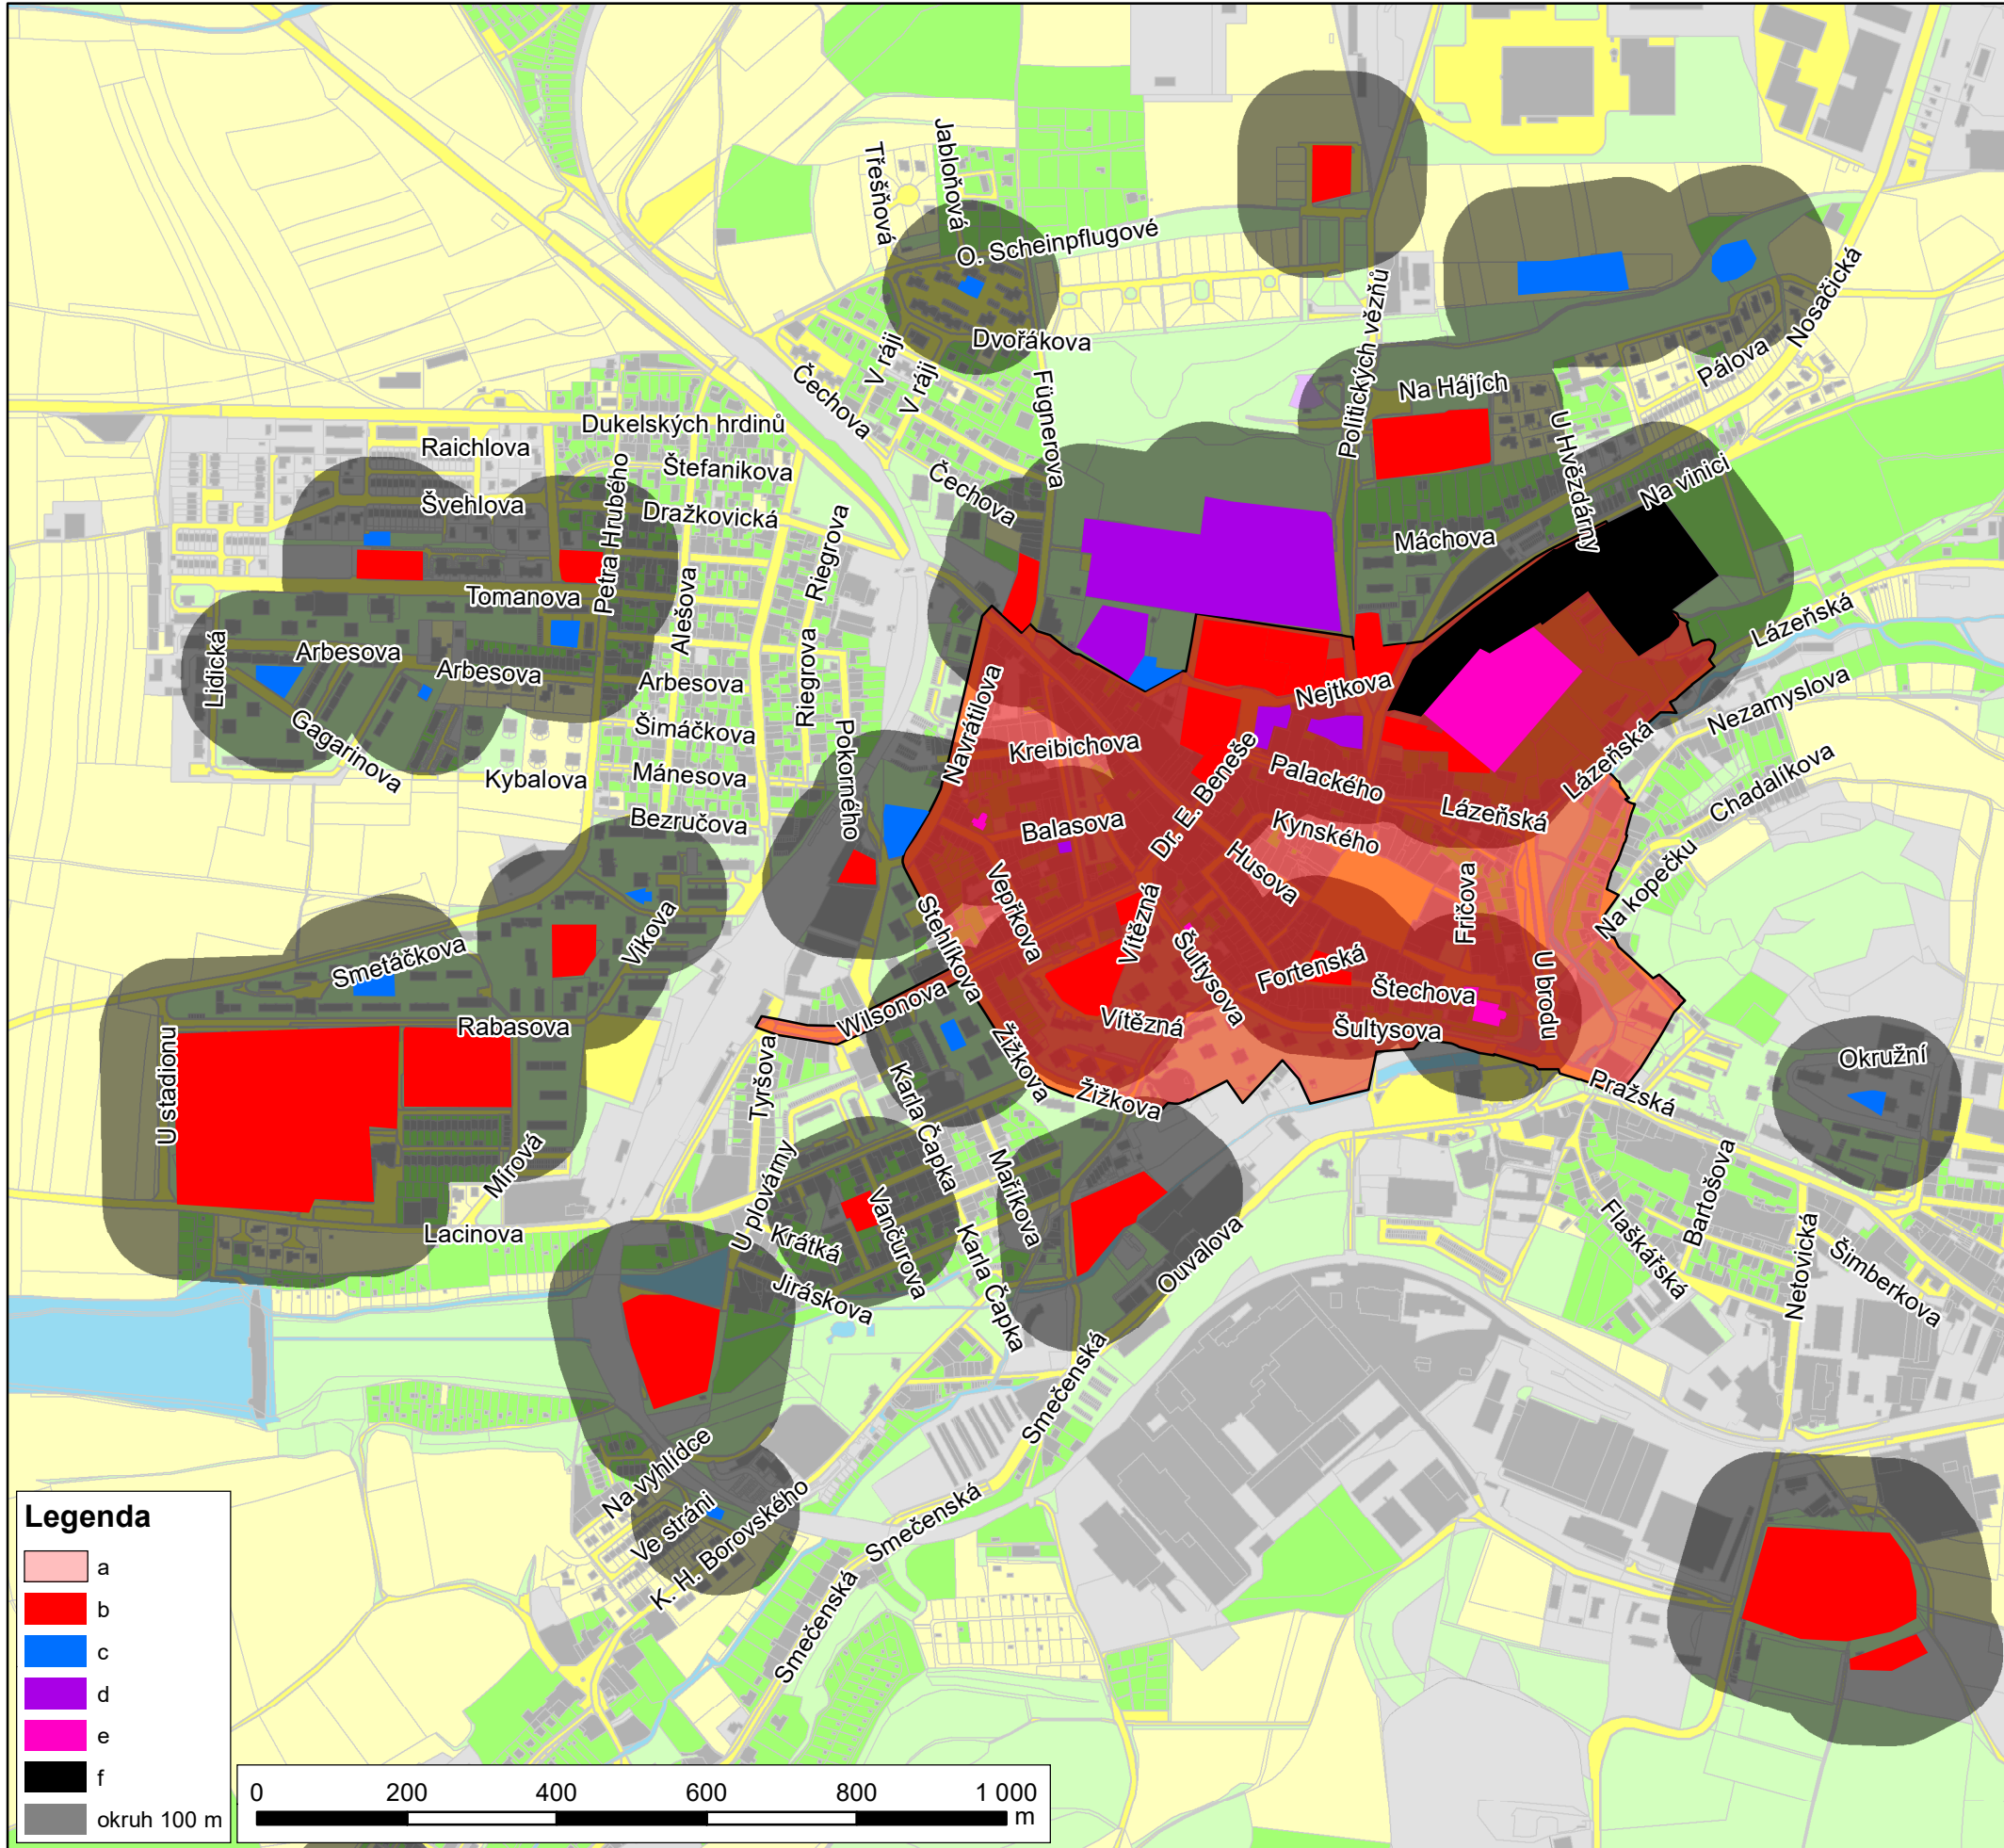 Třešňová
Jabloňová
O. Scheinpflugové
Dvořákova
V ráji
V ráji
Čechova
Fügnerova
Politických vězňů
Nosačická
Pálova
Na Hájích
U Hvězdárny
Na vinici
Máchova
Dukelských hrdinů
Raichlova
Štefanikova
Švehlova
Petra Hrubého
Dražkovická
Riegrova
Čechova
Tomanova
Alešova
Lidická
Arbesova
Arbesova
Arbesova
Riegrova
Gagarinova
Šimáčkova
Kybalova
Mánesova
Bezručova
Pokorného
Navrátilova
Kreibichova
Nejtkova
Lázeňská
Nezamyslova
Lázeňská
Chadalíkova
Dr. E. Beneše
Palackého
Lázeňská
Balasova
Kynského
Husova
Na kopečku
Vepřkova
Stehlíkova
Vítězná
Fričova
Vikova
Smetáčkova
Šultysova
Fortenská
Štechova
U brodu
Wilsonova
Vítězná
Šultysova
Rabasova
U stadionu
Tyršova
Žižkova
Žižkova
Karla Čapka
Pražská
Okružní
Mírová
Lacinova
U plovárny
Krátká
Vančurova
Maříkova
Karla Čapka
Jiráskova
Ouvalova
Bartošova
Flaškářská
Netovická
Šimberkova
Smečenská
Na vyhlídce
Ve stráni
K. H. Borovského
Smečenská
Smečenská
Legenda
a
b
c
d
e
f
okruh 100 m
0 200 400 600 800 1 000
m